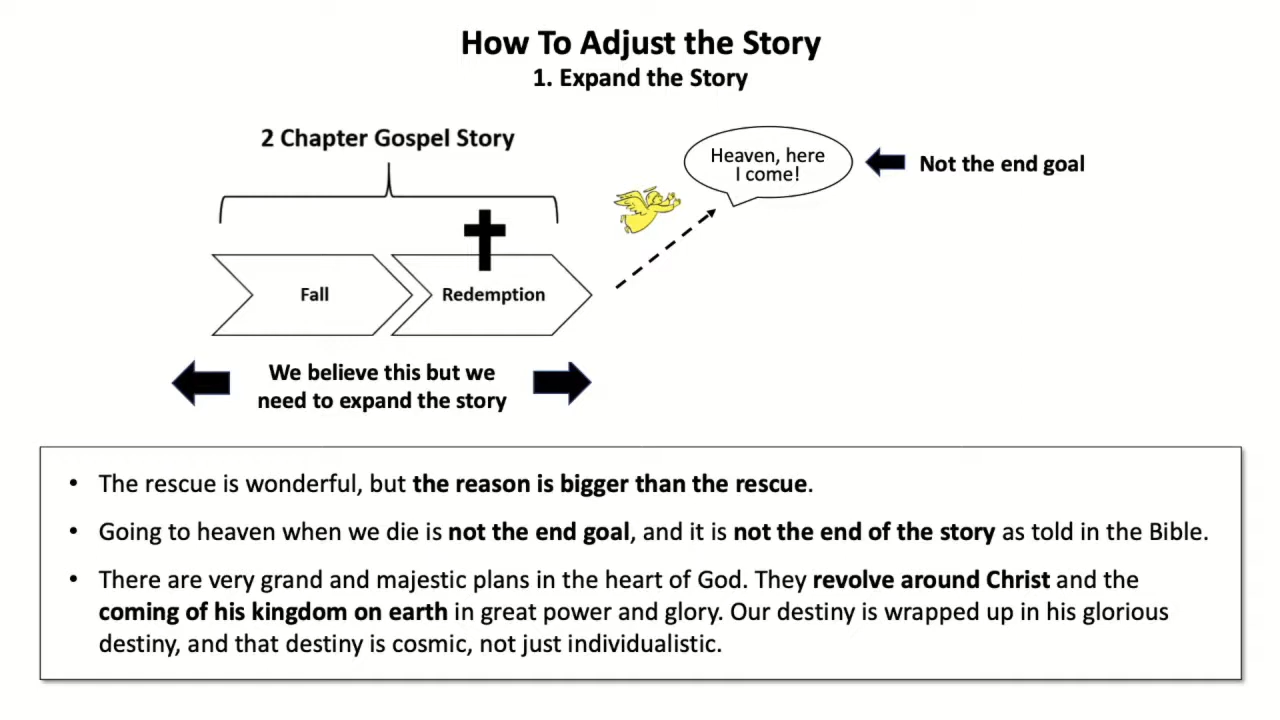 How To Adjust the Story
1. Expand the Story
2 Chapter Gospel Story
Heaven, here
I come!
Not the end goal
Fall
Redemption
We believe this but we
need to expand the story
• The rescue is wonderful, but the reason is bigger than the rescue.
• Going to heaven when we die is not the end goal, and it is not the end of the story as told in the Bible.
• There are very grand and majestic plans in the heart of God. They revolve around Christ and the
coming of his kingdom on earth in great power and glory. Our destiny is wrapped up in his glorious
destiny, and that destiny is cosmic, not just individualistic.